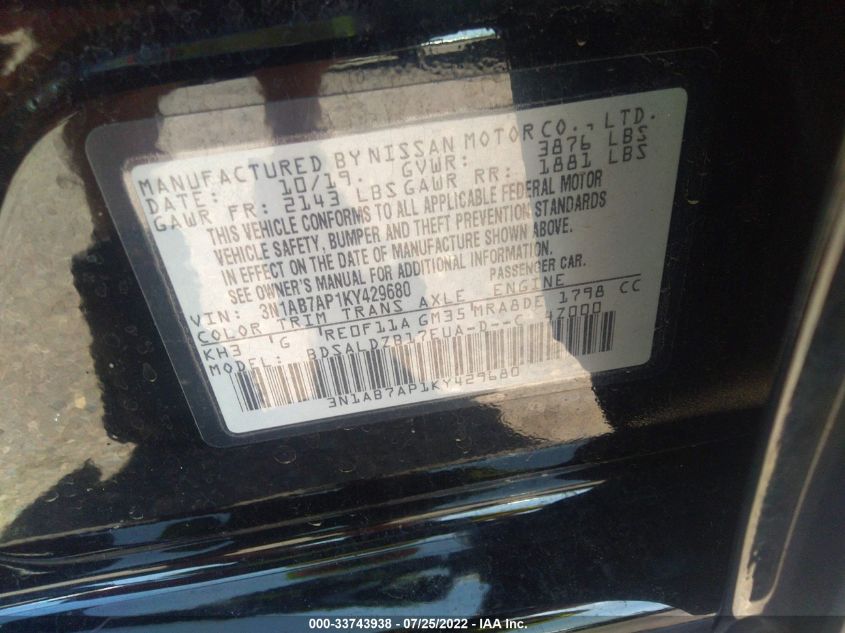 MANUFACTURED BY NISSAN MOTOR CO., LTD.
DATE: 10/19. GVWR: 3876 LBS
GAWR FR: 2143 LBS GAWR RR: 1881 LBS
THIS VEHICLE CONFORMS TO ALL APPLICABLE FEDERAL MOTOR
VEHICLE SAFETY, BUMPER AND THEFT PREVENTION STANDARDS
IN EFFECT ON THE DATE OF MANUFACTURE SHOWN ABOVE.
SEE OWNER'S MANUAL FOR ADDITIONAL INFORMATION.
VIN: 3N1AB7AP1KY429680 PASSENGER CAR.
COLOR TRIM TRANS AXLE ENGINE
KH3 G RE0F11A GM35 MRA8DE 1798 CC
MODEL: BDSALDZB17EUA-D--C 4Z000
3N1AB7AP1KY429680
000-33743938 - 07/25/2022 - IAA Inc.